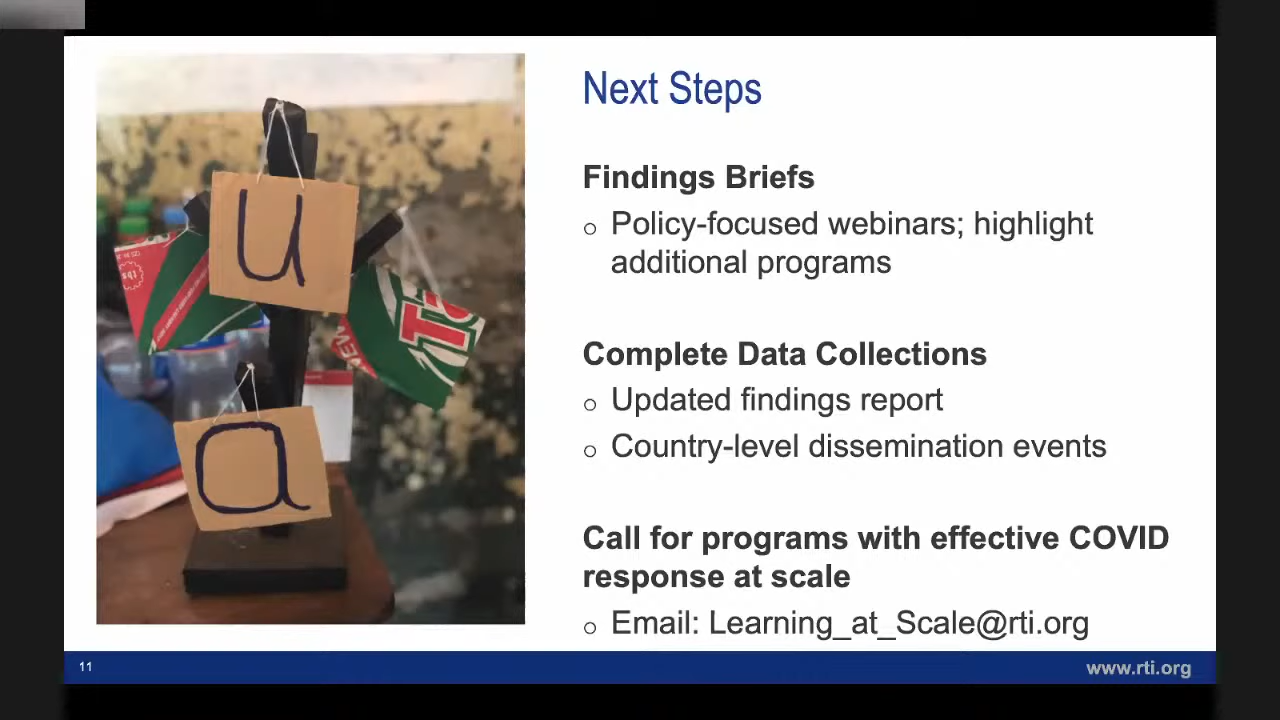 Next Steps
Findings Briefs
○ Policy-focused webinars; highlight
additional programs
Complete Data Collections
○ Updated findings report
○ Country-level dissemination events
Call for programs with effective COVID
response at scale
○ Email: Learning_at_Scale@rti.org
u
a
11
www.rti.org